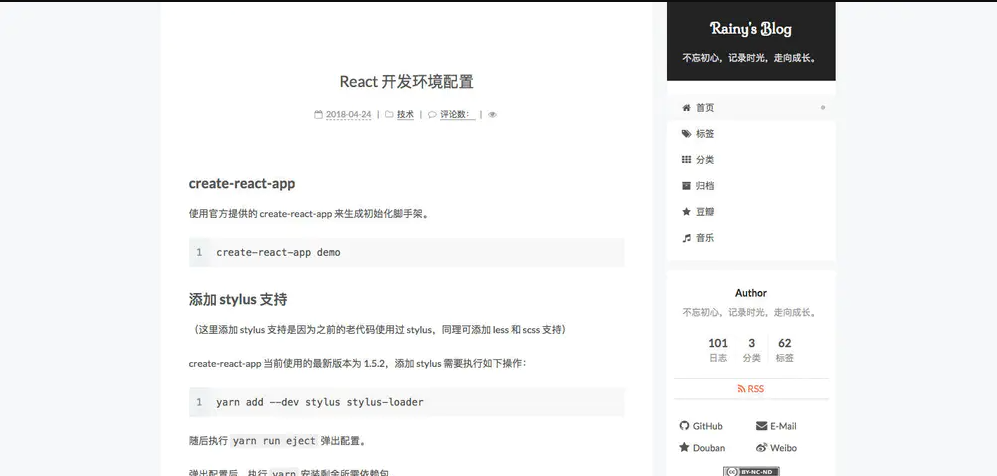 React 开发环境配置
2018-04-24 | 技术 | 评论数： |
create-react-app
使用官方提供的 create-react-app 来生成初始化脚手架。
1 create-react-app demo
添加 stylus 支持
（这里添加 stylus 支持是因为之前的老代码使用过 stylus，同理可添加 less 和 scss 支持）
create-react-app 当前使用的最新版本为 1.5.2，添加 stylus 需要执行如下操作：
1 yarn add --dev stylus stylus-loader
随后执行 yarn run eject 弹出配置。
弹出配置后，执行 yarn 安装剩余所需依赖包。
Rainy's Blog
不忘初心，记录时光，走向成长。
首页
标签
分类
归档
豆瓣
音乐
Author
不忘初心，记录时光，走向成长。
101 3 62
日志 分类 标签
RSS
GitHub E-Mail
Douban Weibo
cc BY-NC-ND